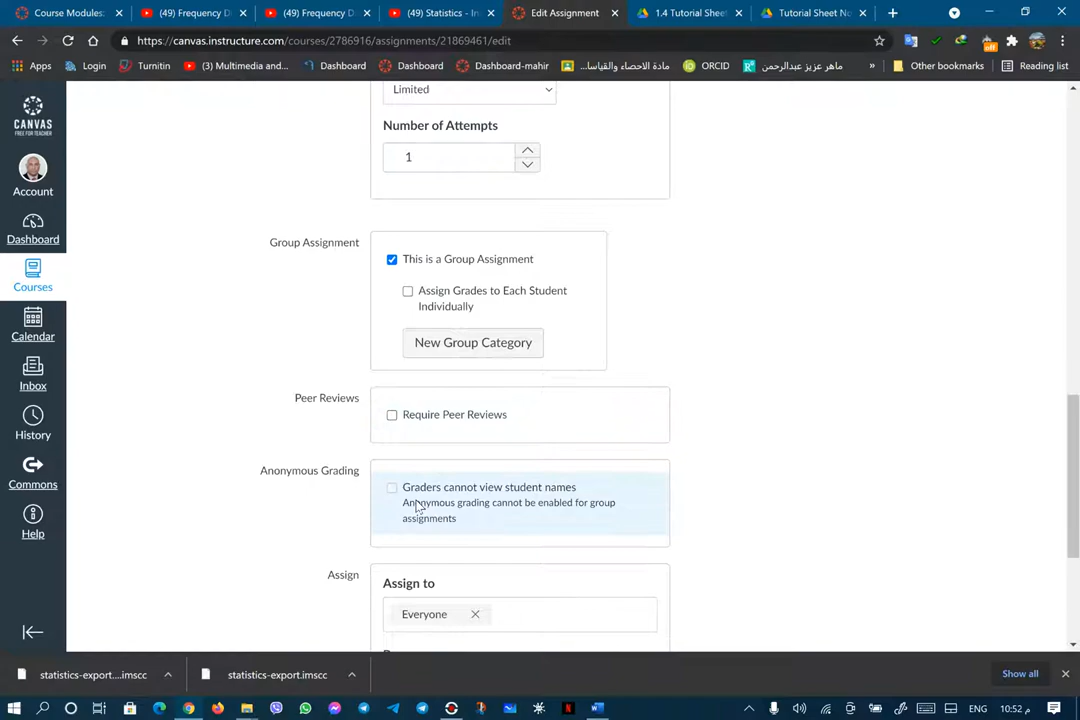 Course Modules:
(49) Frequency D
(49) Frequency D
(49) Statistics - In
Edit Assignment
1.4 Tutorial Sheet
Tutorial Sheet No
https://canvas.instructure.com/courses/2786916/assignments/21869461/edit
off
Apps
Login
Turnitin
(3) Multimedia and...
Dashboard
Dashboard
Dashboard-mahir
مادة الاحصاء والقياسا...
ORCID
ماهر عزيز عبدالرحمن
»
Other bookmarks
Reading list
CANVAS
FREE FOR TEACHER
Account
Dashboard
Courses
Calendar
Inbox
History
Commons
Help
Limited
Number of Attempts
1
Group Assignment
This is a Group Assignment
Assign Grades to Each Student
Individually
New Group Category
Peer Reviews
Require Peer Reviews
Anonymous Grading
Graders cannot view student names
Anonymous grading cannot be enabled for group
assignments
Assign
Assign to
Everyone
statistics-export....imscc
statistics-export.imscc
Show all
ENG
10:52 م